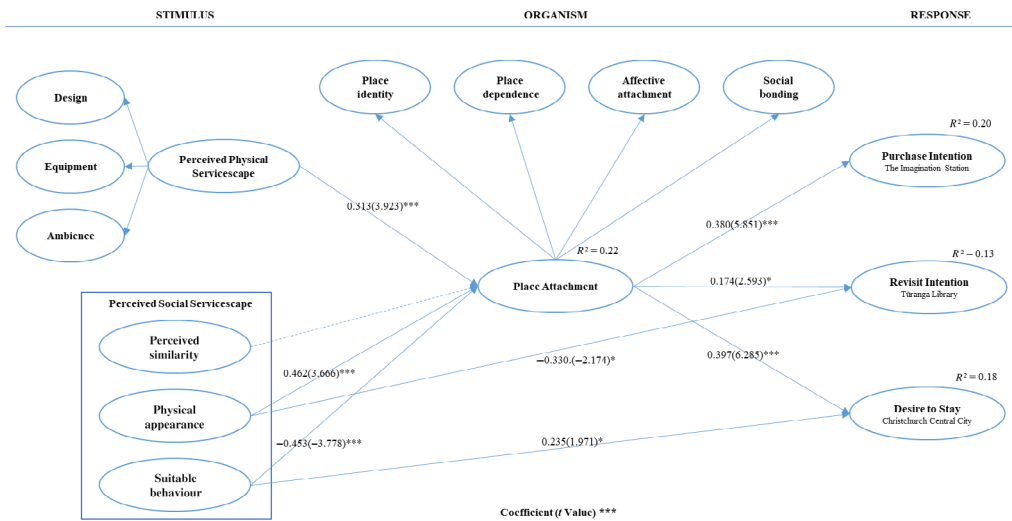 STIMULUS
ORGANISM
RESPONSE
Design
Equipment
Ambience
Perceived Physical
Servicescape
Place
identity
Place
dependence
Affective
attachment
Social
bonding
R² = 0.20
Purchase Intention
The Imagination Station
0.313(3.923)***
0.380(5.851)***
R² = 0.22
Place Attachment
0.174(2.593)*
R² – 0.13
Revisit Intention
Tūranga Library
Perceived Social Servicescape
Perceived
similarity
0.462(3.666)***
−0.330.(−2.174)*
0.397(6.285)***
Physical
appearance
−0.453(−3.778)***
0.235(1.971)*
R² = 0.18
Desire to Stay
Christchurch Central City
Suitable
behaviour
Coefficient (t Value) ***